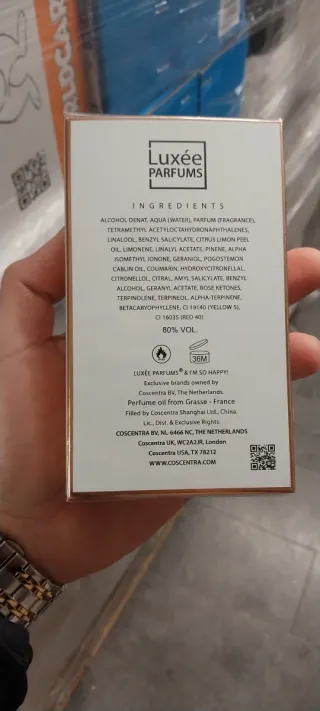 Luxée
PARFUMS
INGREDIENTS
ALCOHOL DENAT, AQUA (WATER), PARFUM (FRAGRANCE),
TETRAMETHYL ACETYLOCTAHYDRONAPHTHALENES,
LINALOOL, BENZYL SALICYLATE, CITRUS LIMON PEEL
OIL, LIMONENE, LINALYL ACETATE, PINENE, ALPHA
ISOMETHYL IONONE, GERANIOL, POGOSTEMON
CABLIN OIL, COUMARIN, HYDROXYCITRONELLAL,
CITRONELLOL, CITRAL, AMYL SALICYLATE, BENZYL
ALCOHOL, GERANYL ACETATE, ROSE KETONES,
TERPINOLENE, TERPINEOL, ALPHA-TERPINENE,
BETACARYOPHYLLENE, CI 19140 (YELLOW 5),
CI 16035 (RED 40).
80% VOL.
36M
LUXÉE PARFUMS® & I'M SO HAPPY!
Exclusive brands owned by
Coscentra BV, The Netherlands.
Perfume oil from Grasse - France
Filled by Coscentra Shanghai Ltd., China.
Lic., Dist. & Exclusive Rights
COSCENTRA BV, NL 6466 NC, THE NETHERLANDS
Coscentra UK, WC2A2JR, London
Coscentra USA, TX 78212
WWW.COSCENTRA.COM